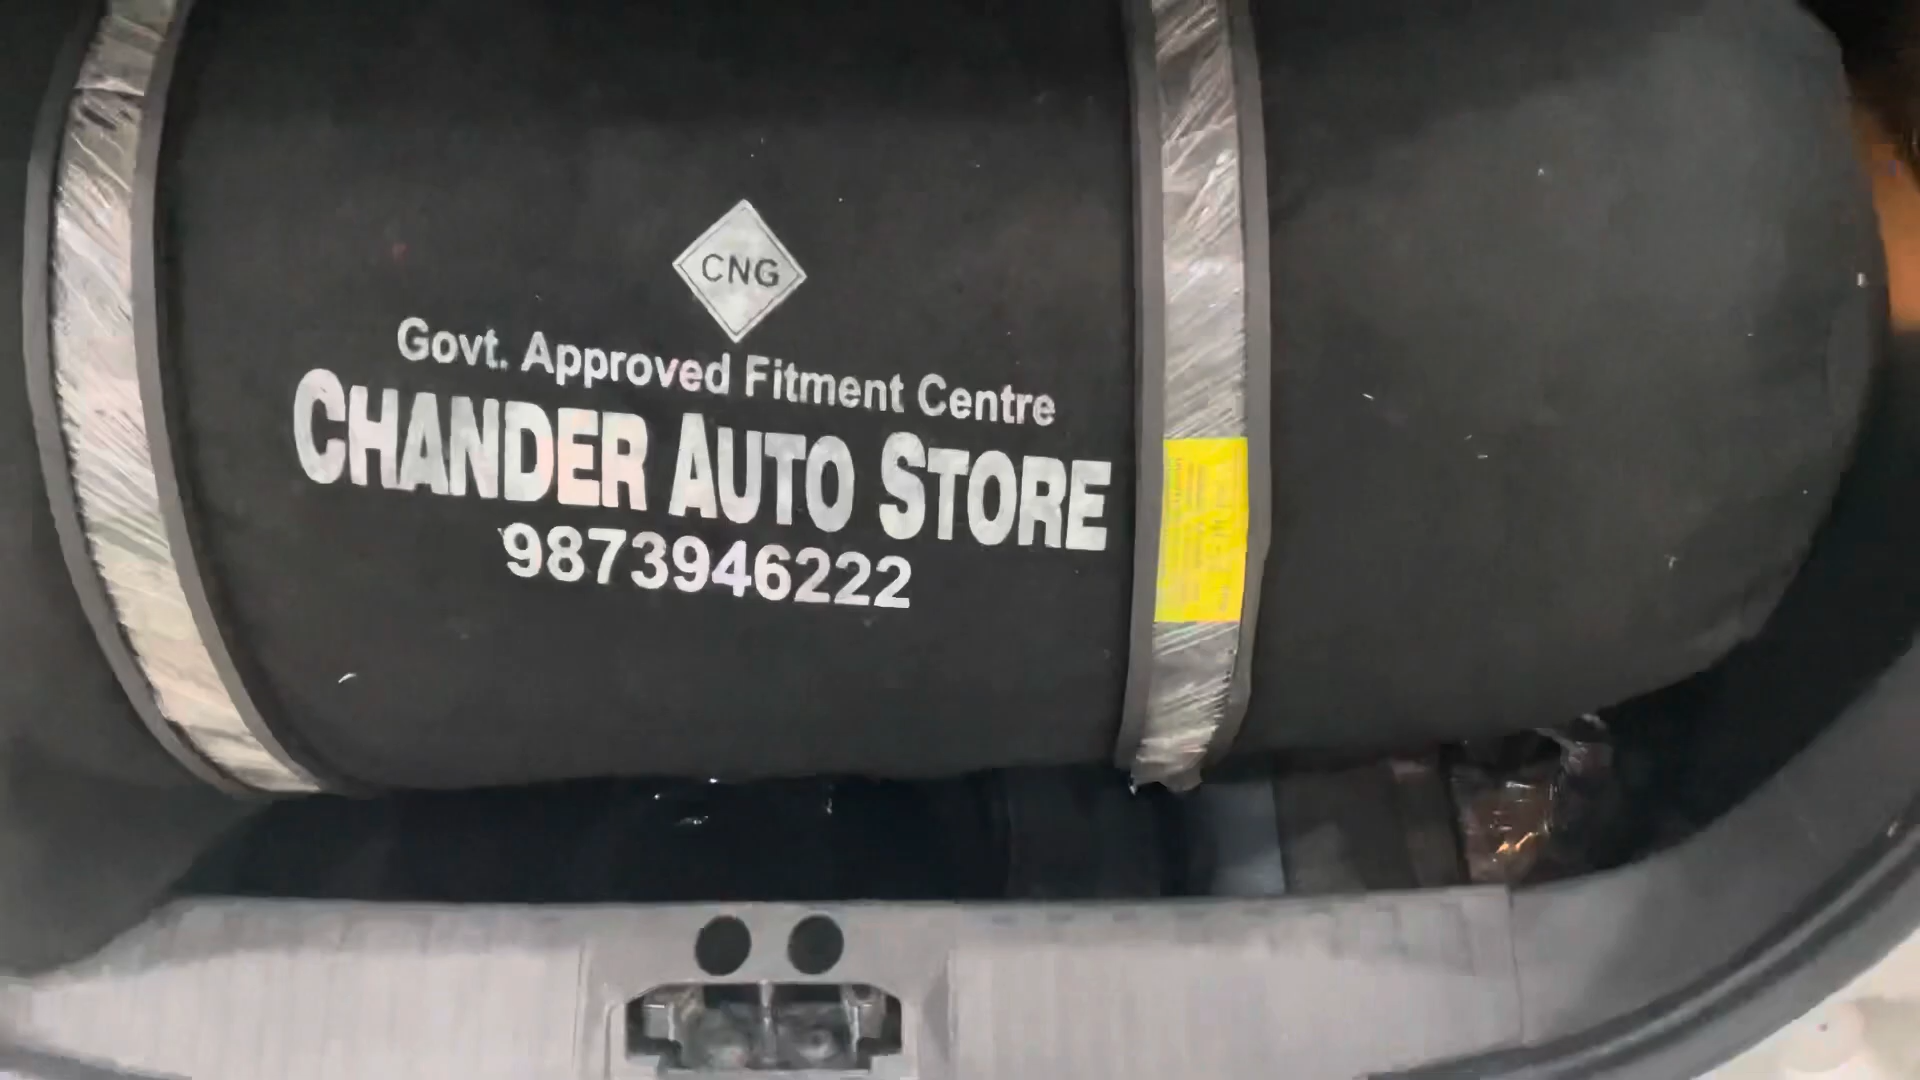 CNG
Govt. Approved Fitment Centre
CHANDER AUTO STORE
9873946222